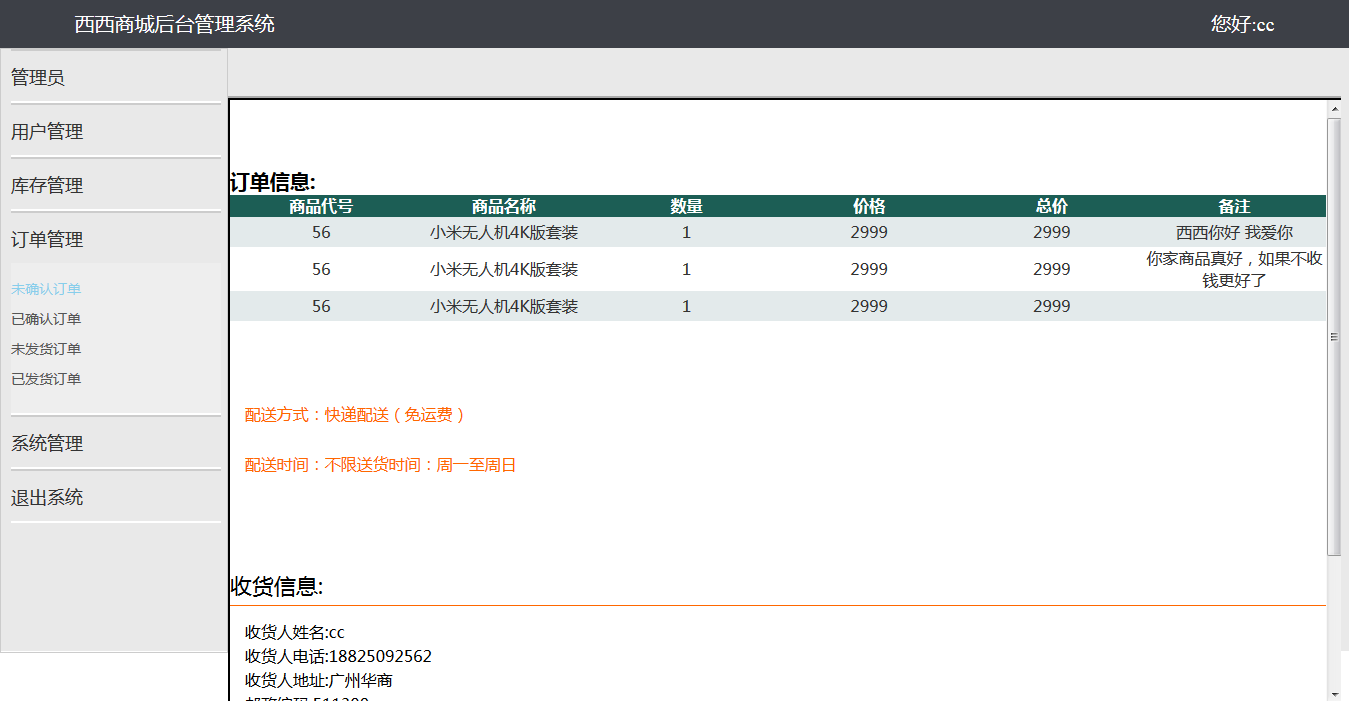 西西商城后台管理系统 您好:cc
管理员
用户管理
库存管理
订单管理
未确认订单
已确认订单
未发货订单
已发货订单
系统管理
退出系统
订单信息:
商品代号 商品名称 数量 价格 总价 备注
56 小米无人机4K版套装 1 2999 2999 西西你好 我爱你
56 小米无人机4K版套装 1 2999 2999 你家商品真好，如果不收
钱更好了
56 小米无人机4K版套装 1 2999 2999
配送方式：快递配送（免运费）
配送时间：不限送货时间：周一至周日
收货信息:
收货人姓名:cc
收货人电话:18825092562
收货人地址:广州华商